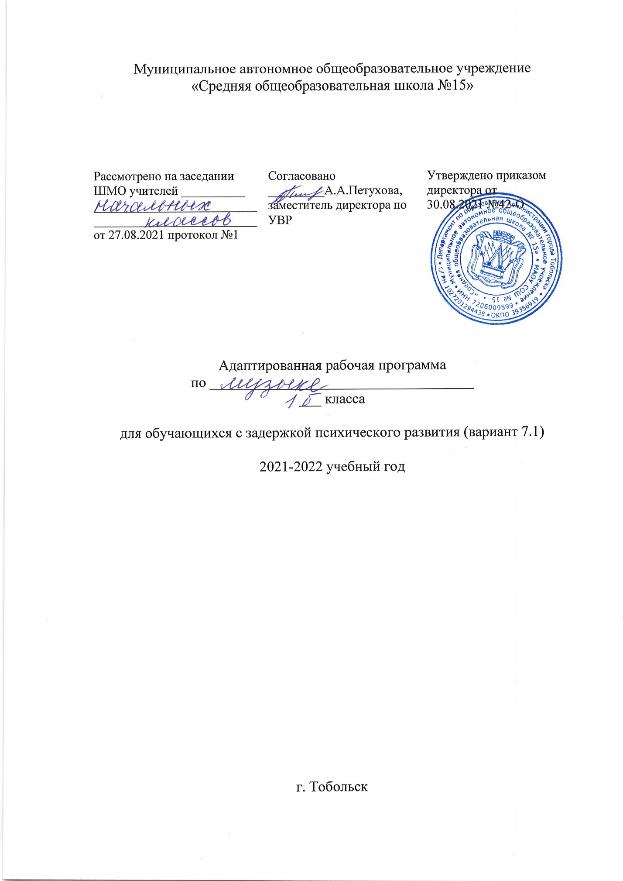 Муниципальное автономное общеобразовательное учреждение
«Средняя общеобразовательная школа №15»
Рассмотрено на заседании
ШМО учителей
начальных
классов
от 27.08.2021 протокол №1
Согласовано
А.А.Петухова,
заместитель директора по
УВР
Утверждено приказом
директора от
30.08.2021 №42-О
Адаптированная рабочая программа
по музыке
1 б класса
для обучающихся с задержкой психического развития (вариант 7.1)
2021-2022 учебный год
г. Тобольск